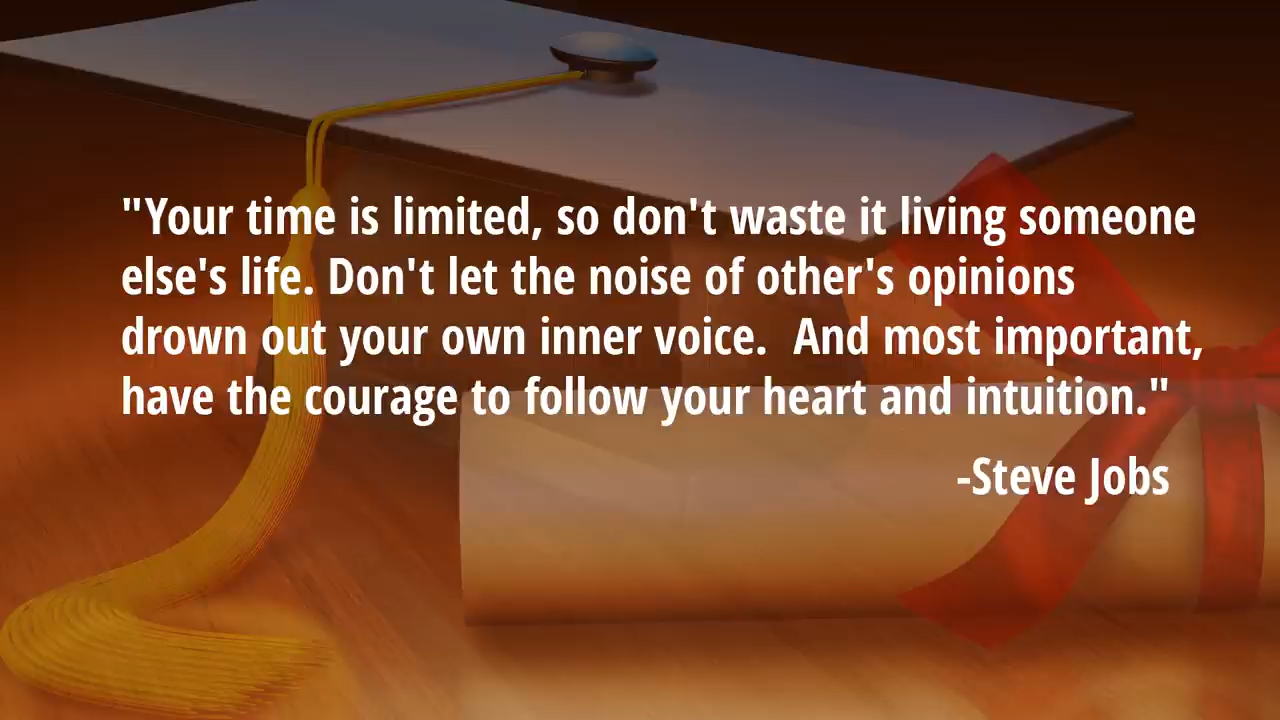 "Your time is limited, so don't waste it living someone
else's life. Don't let the noise of other's opinions
drown out your own inner voice.  And most important,
have the courage to follow your heart and intuition."
-Steve Jobs